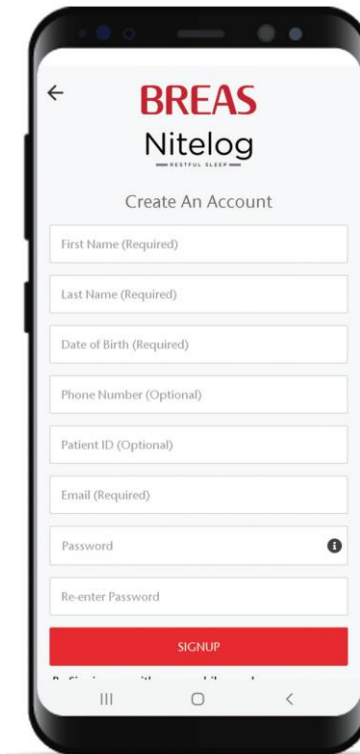 BREAS
Nitelog
RESTFUL SLEEP
Create An Account
First Name (Required)
Last Name (Required)
Date of Birth (Required)
Phone Number (Optional)
Patient ID (Optional)
Email (Required)
Password
Re-enter Password
SIGNUP